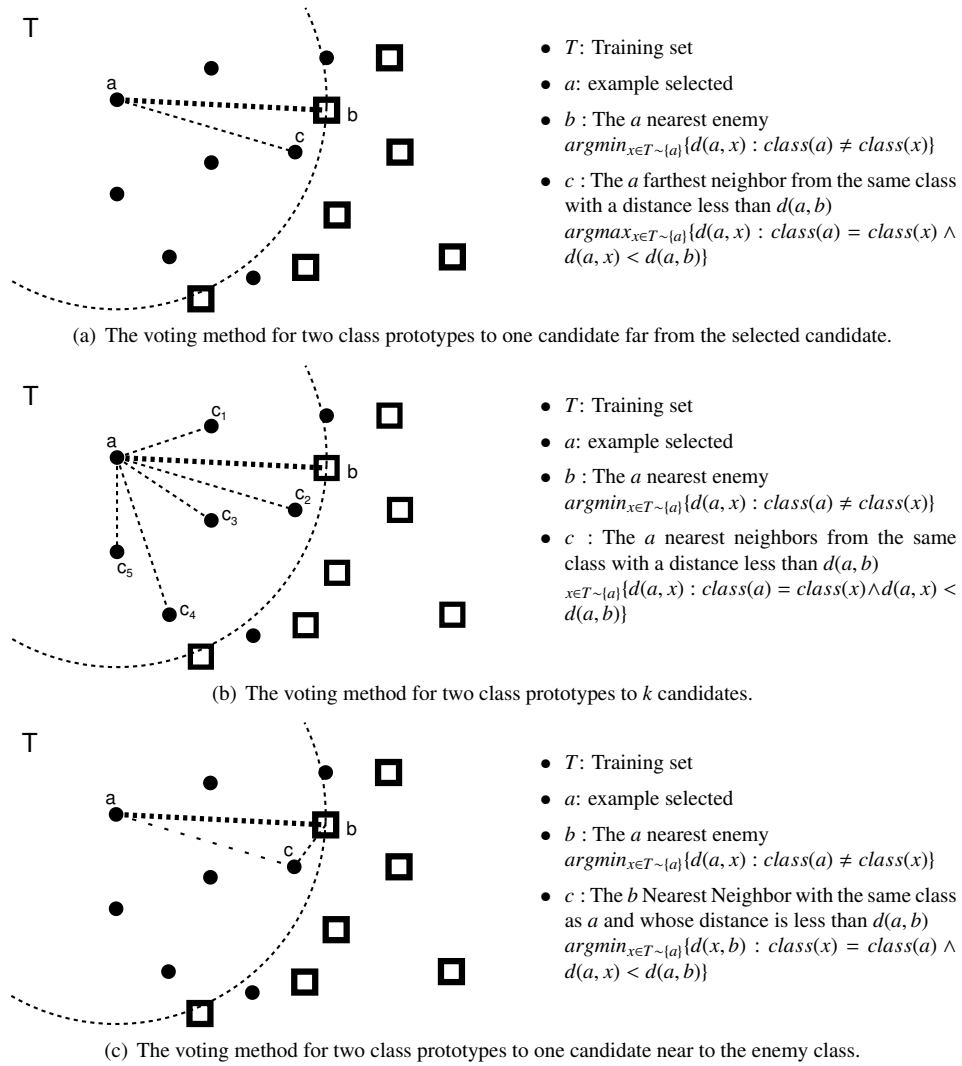 T
a
b
c
• T: Training set
• a: example selected
• b : The a nearest enemy
argmin_{x∈T∼{a}}{d(a, x) : class(a) ≠ class(x)}
• c : The a farthest neighbor from the same class
with a distance less than d(a, b)
argmax_{x∈T∼{a}}{d(a, x) : class(a) = class(x) ∧
d(a, x) < d(a, b)}
(a) The voting method for two class prototypes to one candidate far from the selected candidate.
T
c₁
a
b
c₂
c₃
c₅
c₄
• T: Training set
• a: example selected
• b : The a nearest enemy
argmin_{x∈T∼{a}}{d(a, x) : class(a) ≠ class(x)}
• c : The a nearest neighbors from the same
class with a distance less than d(a, b)
_{x∈T∼{a}}{d(a, x) : class(a) = class(x)∧d(a, x) <
d(a, b)}
(b) The voting method for two class prototypes to k candidates.
T
a
b
c
• T: Training set
• a: example selected
• b : The a nearest enemy
argmin_{x∈T∼{a}}{d(a, x) : class(a) ≠ class(x)}
• c : The b Nearest Neighbor with the same class
as a and whose distance is less than d(a, b)
argmin_{x∈T∼{a}}{d(x, b) : class(x) = class(a) ∧
d(a, x) < d(a, b)}
(c) The voting method for two class prototypes to one candidate near to the enemy class.